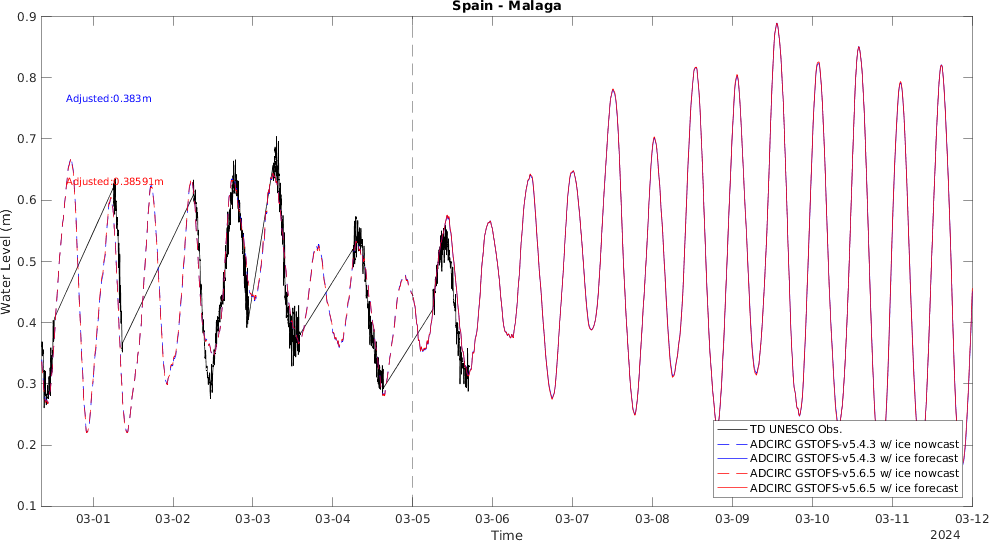 Spain - Malaga
0.9
0.8
0.7
0.6
0.5
0.4
0.3
0.2
0.1
Water Level (m)
Adjusted:0.383m
Adjusted:0.38591m
TD UNESCO Obs.
ADCIRC GSTOFS-v5.4.3 w/ ice nowcast
ADCIRC GSTOFS-v5.4.3 w/ ice forecast
ADCIRC GSTOFS-v5.6.5 w/ ice nowcast
ADCIRC GSTOFS-v5.6.5 w/ ice forecast
03-01 03-02 03-03 03-04 03-05 03-06 03-07 03-08 03-09 03-10 03-11 03-12
Time
2024